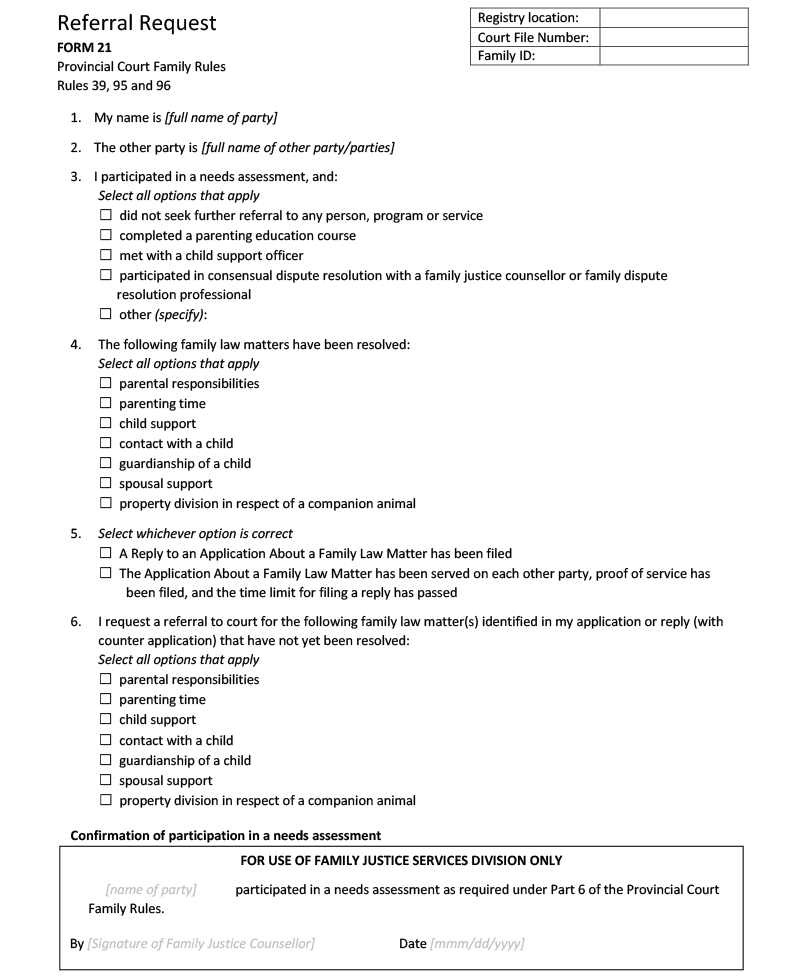 Referral Request
FORM 21
Provincial Court Family Rules
Rules 39, 95 and 96
Registry location:
Court File Number:
Family ID:
1. My name is [full name of party]
2. The other party is [full name of other party/parties]
3. I participated in a needs assessment, and:
Select all options that apply
☐ did not seek further referral to any person, program or service
☐ completed a parenting education course
☐ met with a child support officer
☐ participated in consensual dispute resolution with a family justice counsellor or family dispute
resolution professional
☐ other (specify):
4. The following family law matters have been resolved:
Select all options that apply
☐ parental responsibilities
☐ parenting time
☐ child support
☐ contact with a child
☐ guardianship of a child
☐ spousal support
☐ property division in respect of a companion animal
5. Select whichever option is correct
☐ A Reply to an Application About a Family Law Matter has been filed
☐ The Application About a Family Law Matter has been served on each other party, proof of service has
been filed, and the time limit for filing a reply has passed
6. I request a referral to court for the following family law matter(s) identified in my application or reply (with
counter application) that have not yet been resolved:
Select all options that apply
☐ parental responsibilities
☐ parenting time
☐ child support
☐ contact with a child
☐ guardianship of a child
☐ spousal support
☐ property division in respect of a companion animal
Confirmation of participation in a needs assessment
FOR USE OF FAMILY JUSTICE SERVICES DIVISION ONLY
[name of party] participated in a needs assessment as required under Part 6 of the Provincial Court
Family Rules.
By [Signature of Family Justice Counsellor] Date [mmm/dd/yyyy]